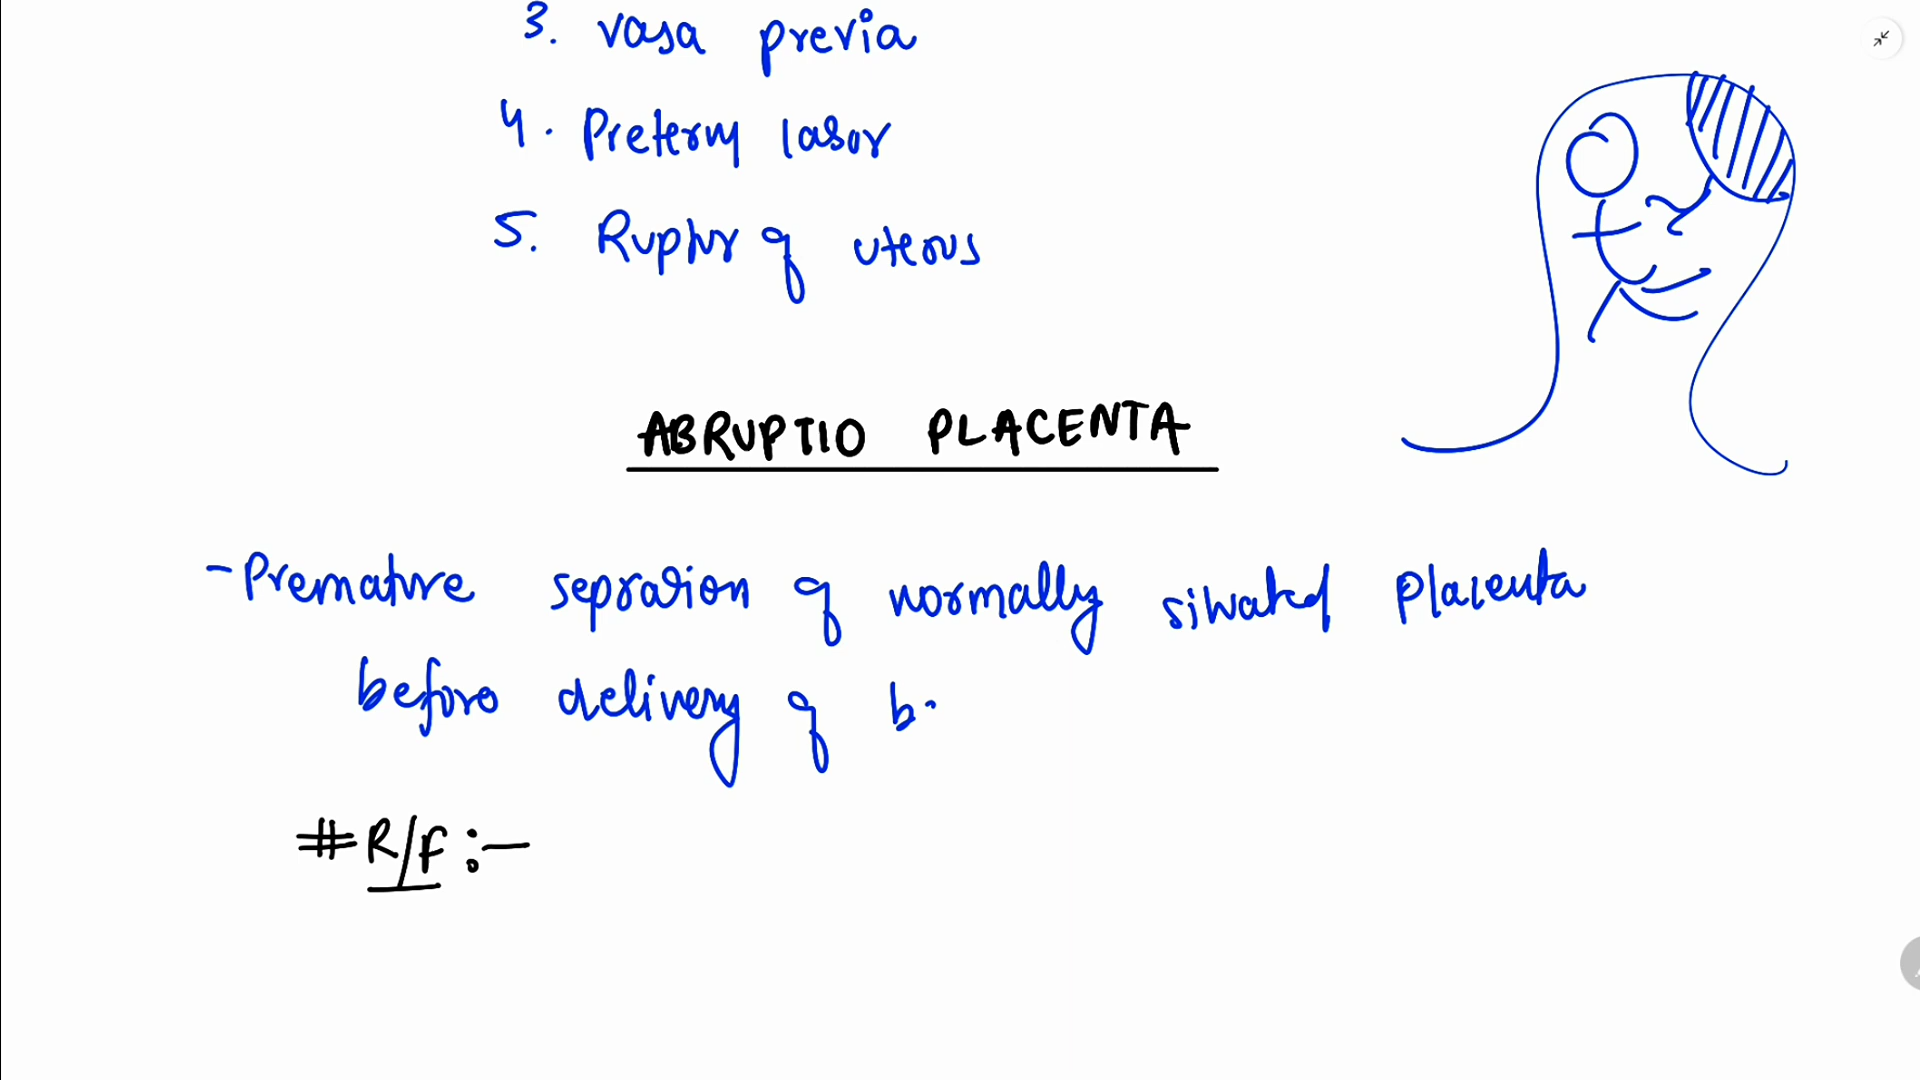 3. vasa previa
4. Preterm labor
5. Ruptur of uterus
ABRUPTIO PLACENTA
- Premature sepration of normally situated placenta
before delivery of b.
# R/F :-